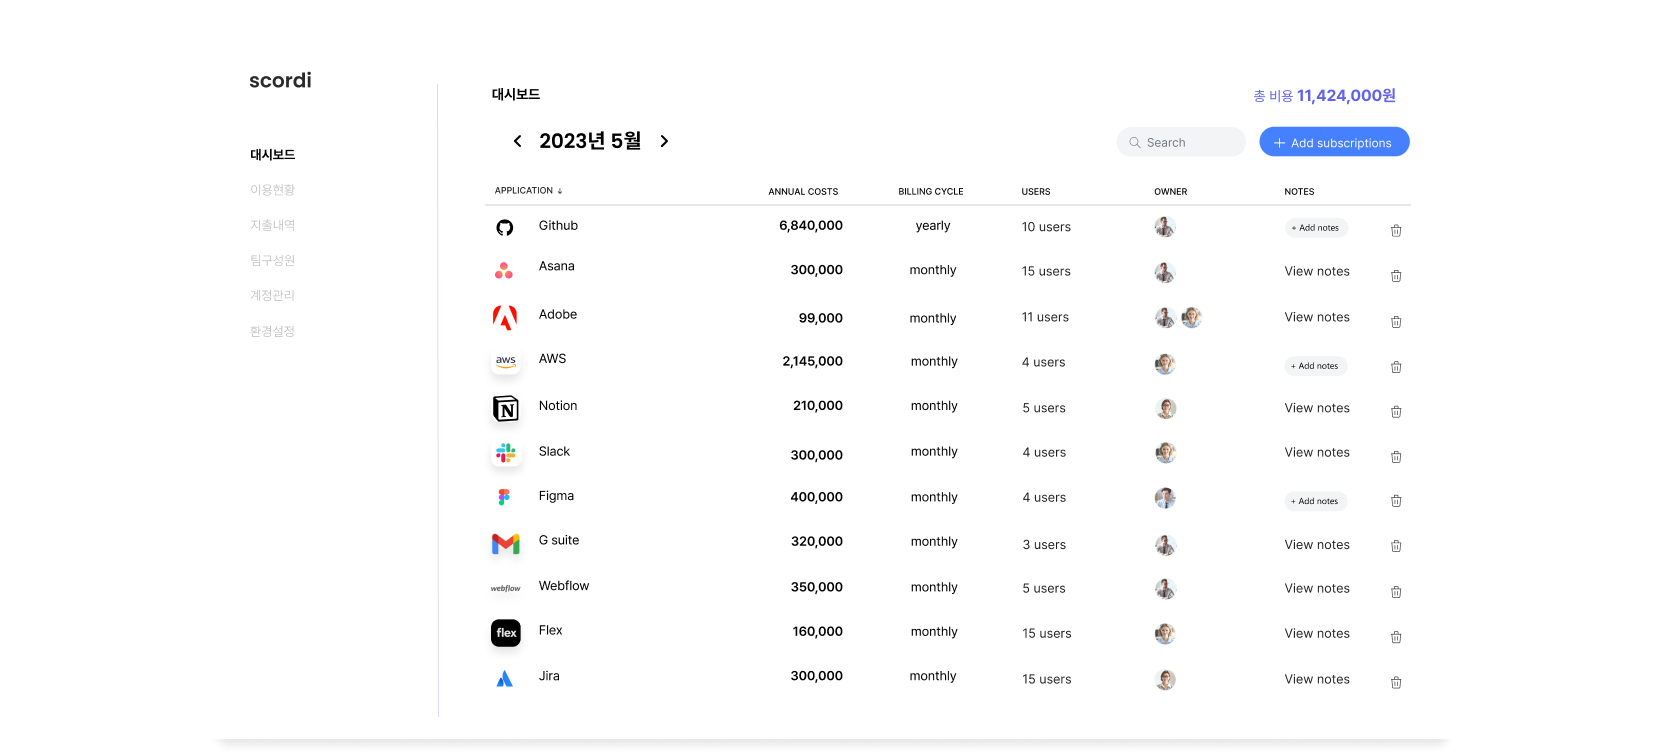 scordi
대시보드
이용현황
지출내역
팀구성원
계정관리
환경설정
대시보드
총 비용 11,424,000원
2023년 5월
Search
+ Add subscriptions
APPLICATION ↓ ANNUAL COSTS BILLING CYCLE USERS OWNER NOTES
Github 6,840,000 yearly 10 users + Add notes
Asana 300,000 monthly 15 users View notes
Adobe 99,000 monthly 11 users View notes
aws AWS 2,145,000 monthly 4 users + Add notes
N Notion 210,000 monthly 5 users View notes
Slack 300,000 monthly 4 users View notes
Figma 400,000 monthly 4 users + Add notes
G suite 320,000 monthly 3 users View notes
webflow Webflow 350,000 monthly 5 users View notes
flex Flex 160,000 monthly 15 users View notes
Jira 300,000 monthly 15 users View notes